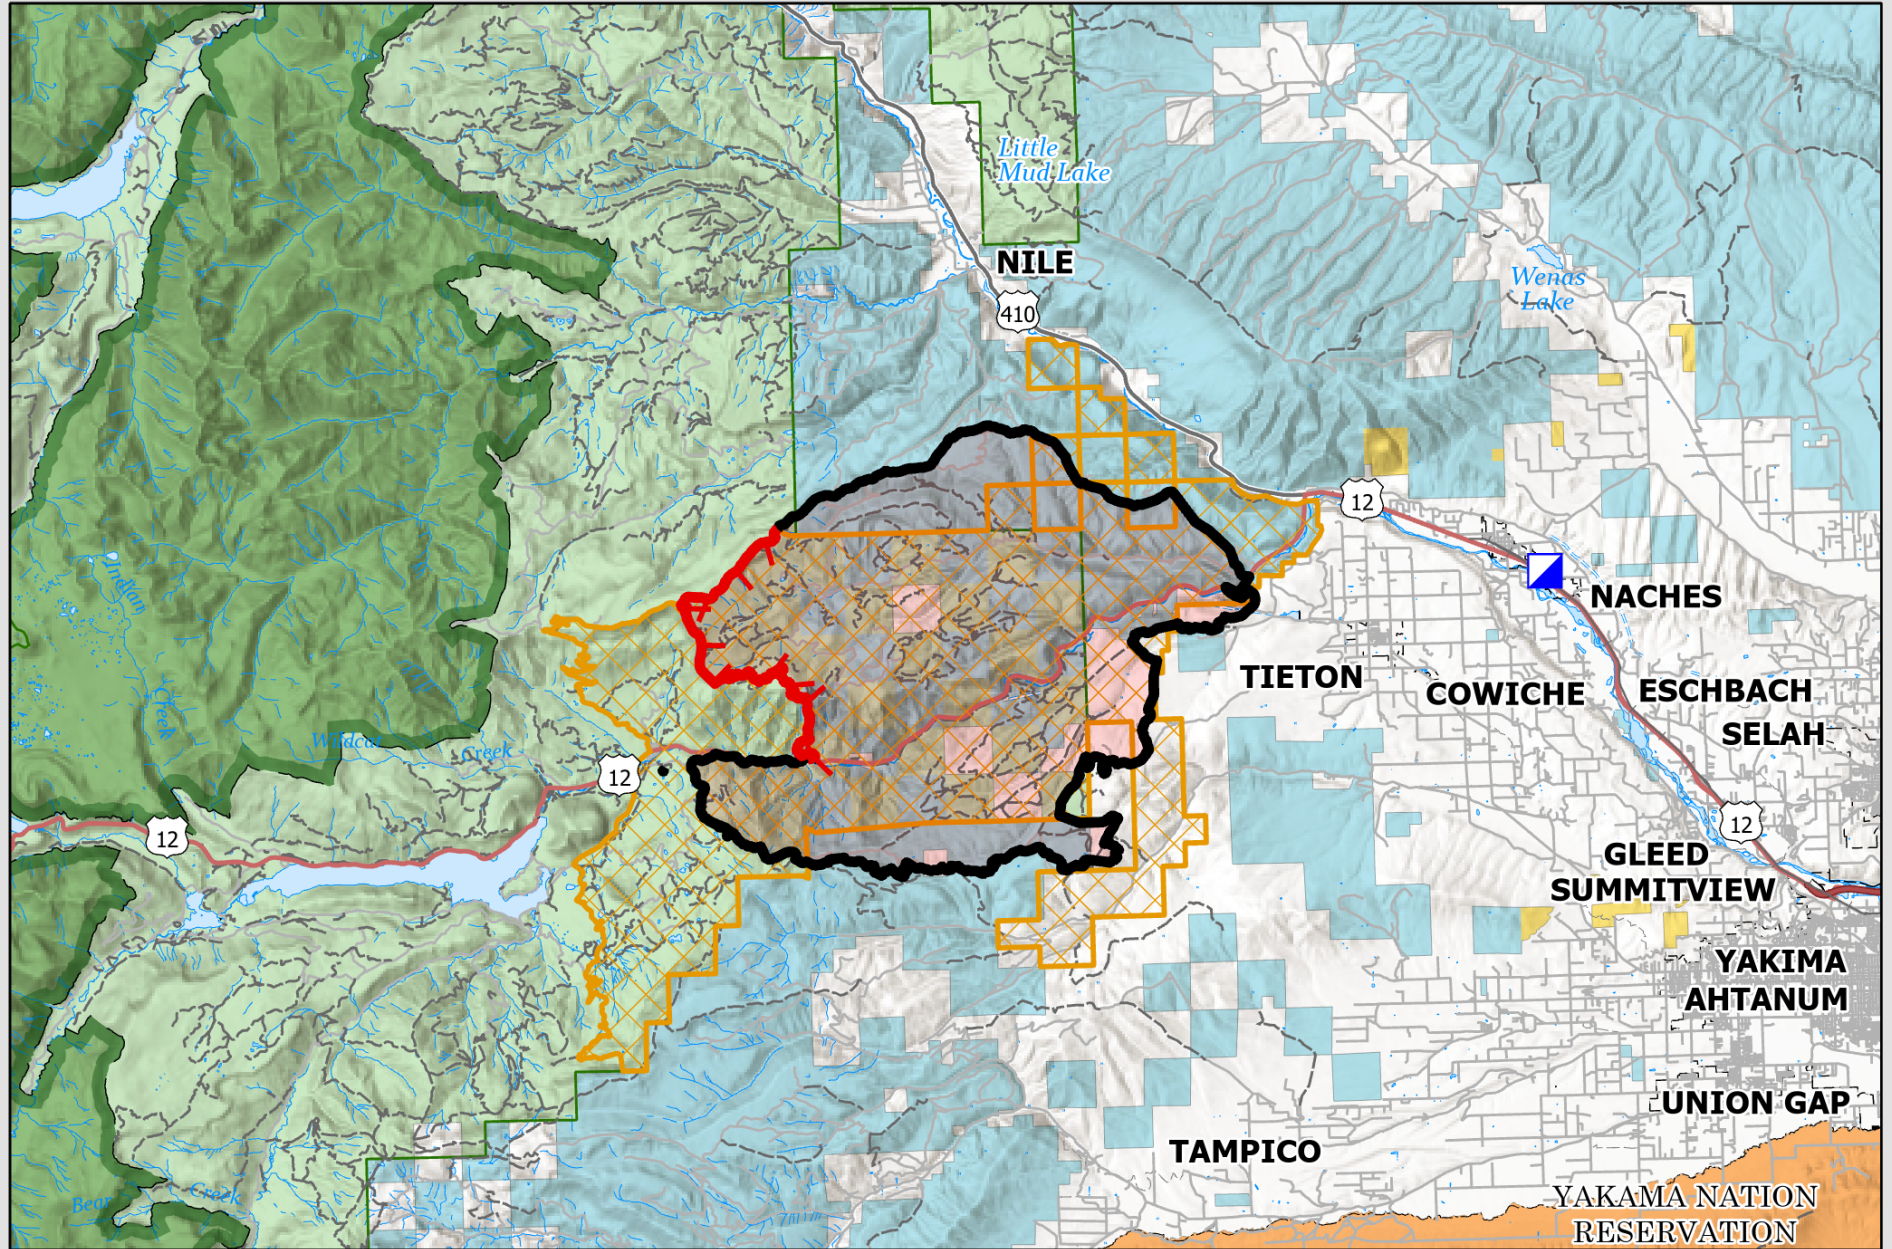 Little
Mud Lake
NILE
410
Wenas
Lake
12
Indian
Creek
NACHES
TIETON
COWICHE
ESCHBACH
SELAH
Wildcat
Creek
12
12
12
GLEED
SUMMITVIEW
YAKIMA
AHTANUM
UNION GAP
TAMPICO
Bear
Creek
YAKAMA NATION
RESERVATION